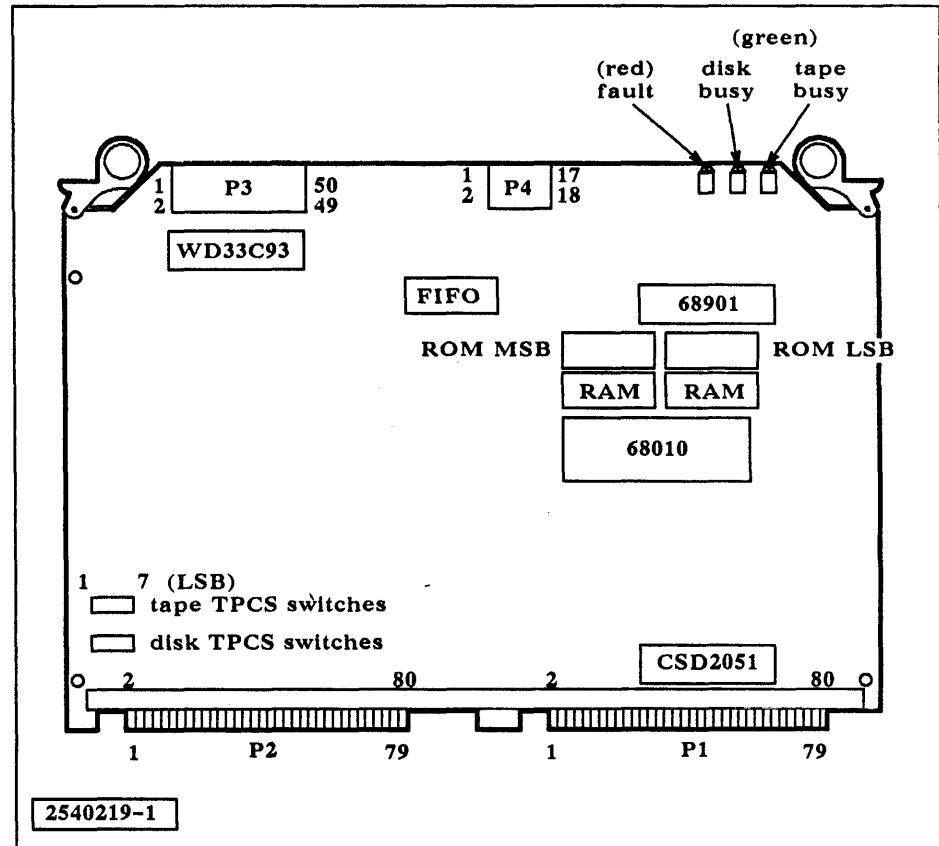 (green)
(red) disk tape
fault busy busy
1 P3 50 1 P4 17
2 49 2 18
WD33C93
FIFO 68901
ROM MSB ROM LSB
RAM RAM
68010
1 7 (LSB)
tape TPCS switches
disk TPCS switches
CSD2051
2 80 2 80
1 P2 79 1 P1 79
2540219-1